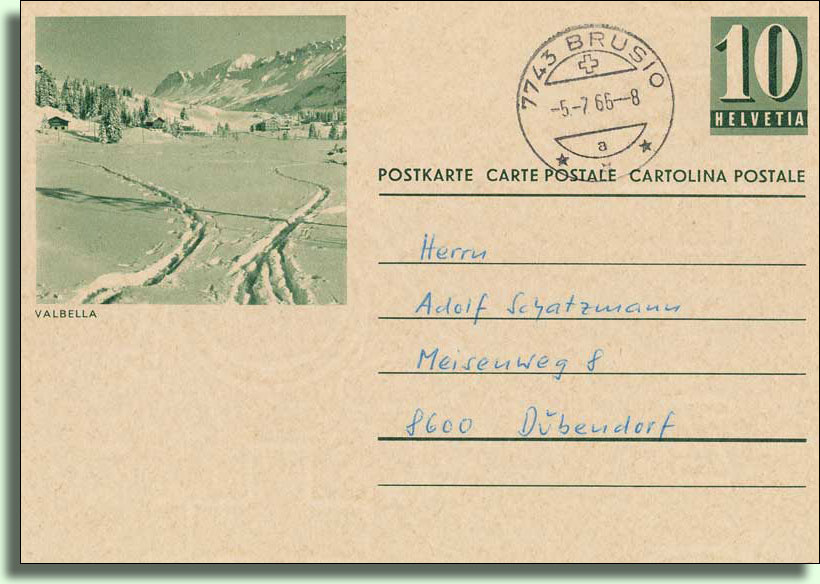 7743 BRUSIO
-5.-7 66--8
a
10
HELVETIA
POSTKARTE CARTE POSTALE CARTOLINA POSTALE
VALBELLA
Herrn
Adolf Schatzmann
Meisenweg 8
8600 Dübendorf